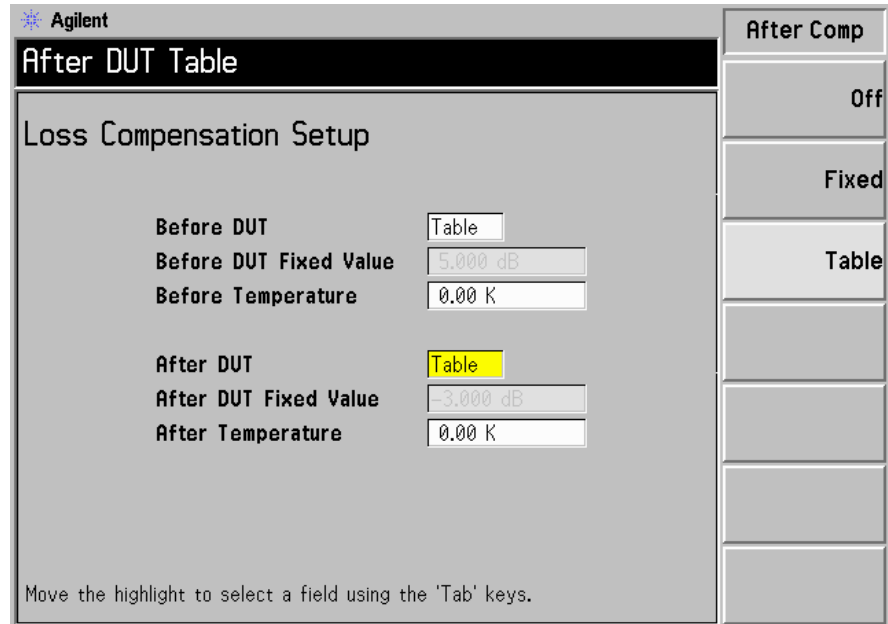 Agilent
After DUT Table
Loss Compensation Setup
Before DUT Table
Before DUT Fixed Value 5.000 dB
Before Temperature 0.00 K
After DUT Table
After DUT Fixed Value -3.000 dB
After Temperature 0.00 K
Move the highlight to select a field using the 'Tab' keys.
After Comp
Off
Fixed
Table